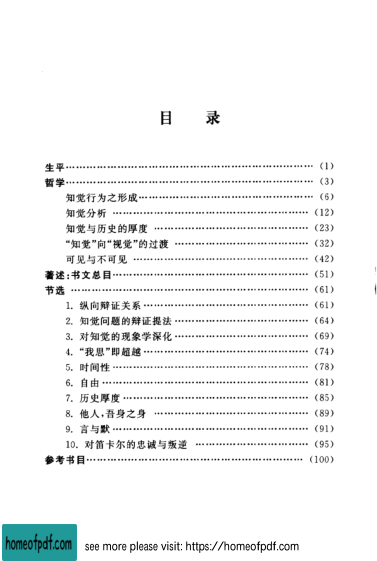 目 录
生平………………………………………………………………… (1)
哲学………………………………………………………………… (3)
知觉行为之形成…………………………………………… (6)
知觉分析 ………………………………………………… (12)
知觉与历史的厚度 ……………………………………… (23)
“知觉”向“视觉”的过渡 ………………………………… (32)
可见与不可见 …………………………………………… (42)
著述:书文总目…………………………………………………… (51)
节选 ……………………………………………………………… (61)
1. 纵向辩证关系………………………………………… (61)
2. 知觉问题的辩证提法………………………………… (64)
3. 对知觉的现象学深化………………………………… (69)
4. “我思”即超越………………………………………… (74)
5. 时间性………………………………………………… (78)
6. 自由…………………………………………………… (81)
7. 历史厚度……………………………………………… (85)
8. 他人,吾身之身 ……………………………………… (89)
9. 言与默………………………………………………… (91)
10. 对笛卡尔的忠诚与叛逆 …………………………… (95)
参考书目………………………………………………………… (100)
homeofpdf.com see more please visit: https://homeofpdf.com